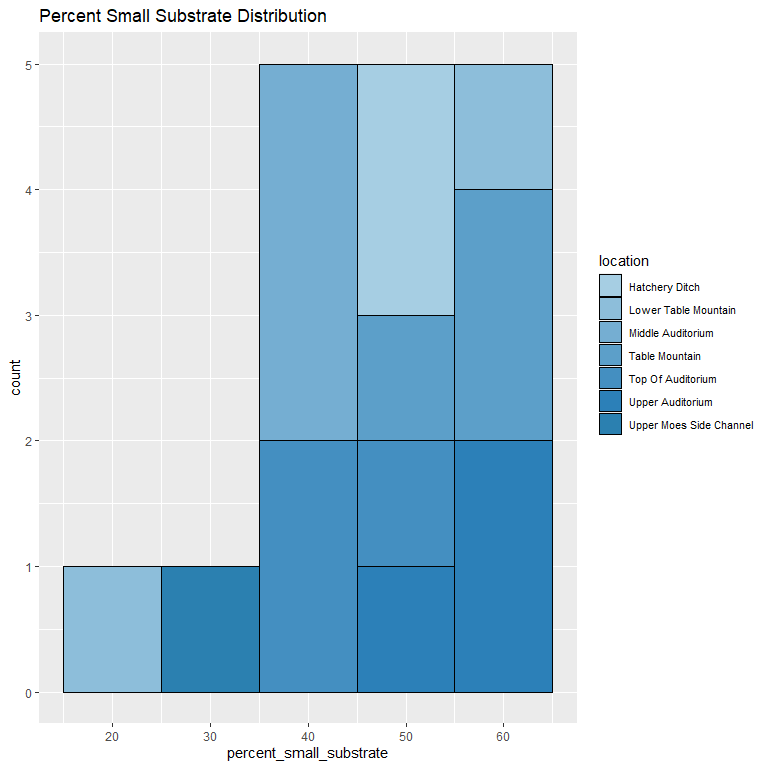 Percent Small Substrate Distribution
5
4
3
2
1
0
count
20 30 40 50 60
percent_small_substrate
location
Hatchery Ditch
Lower Table Mountain
Middle Auditorium
Table Mountain
Top Of Auditorium
Upper Auditorium
Upper Moes Side Channel